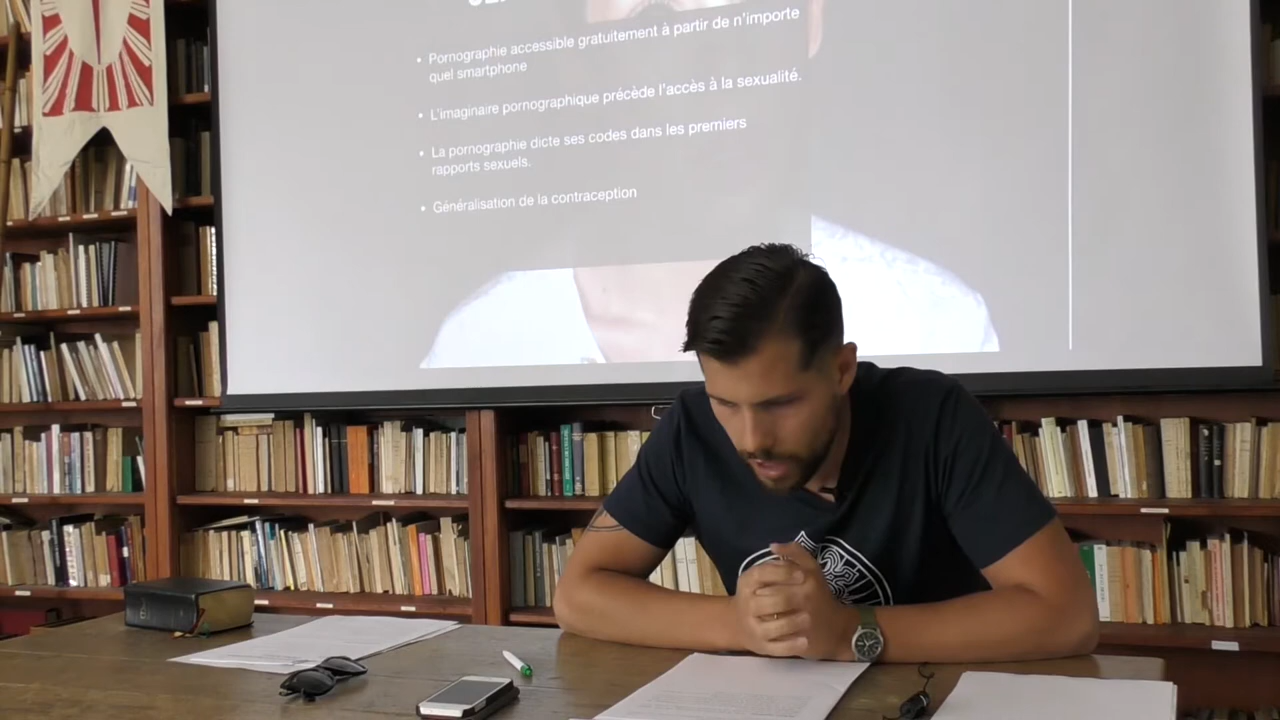 • Pornographie accessible gratuitement à partir de n'importe
quel smartphone
• L'imaginaire pornographique précède l'accès à la sexualité.
• La pornographie dicte ses codes dans les premiers
rapports sexuels.
• Généralisation de la contraception